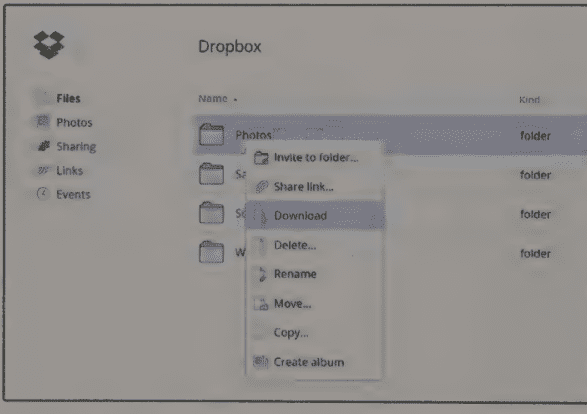 Dropbox
Files
Photos
Sharing
Links
Events
Name
Kind
Photos
folder
folder
folder
folder
Invite to folder...
Share link...
Download
Delete...
Rename
Move...
Copy...
Create album